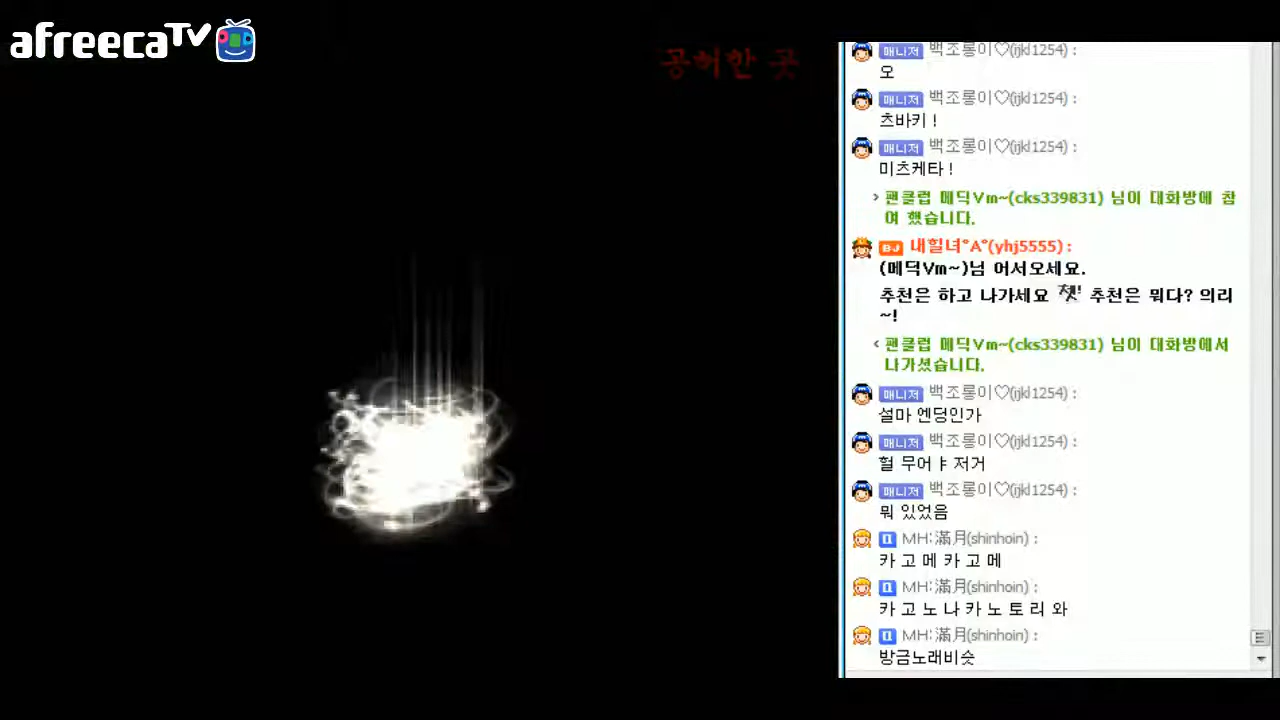 afreecaTV
공허한 곳
매니저 백조롱이♡(ijkl1254) :
오
매니저 백조롱이♡(ijkl1254) :
츠바키 !
매니저 백조롱이♡(ijkl1254) :
미츠케타 !
› 팬클럽 메딕Vm~(cks339831) 님이 대화방에 참
여 했습니다.
BJ 내힐녀°A°(yhj5555) :
(메딕Vm~)님 어서오세요.
추천은 하고 나가세요 쳇! 추천은 뭐다? 의리
~!
‹ 팬클럽 메딕Vm~(cks339831) 님이 대화방에서
나가셨습니다.
매니저 백조롱이♡(ijkl1254) :
설마 엔딩인가
매니저 백조롱이♡(ijkl1254) :
헐 무어 ㅑ 저거
매니저 백조롱이♡(ijkl1254) :
뭐 있었음
MH:滿月(shinhoin) :
카 고 메 카 고 메
MH:滿月(shinhoin) :
카 고 노 나 카 노 토 리 와
MH:滿月(shinhoin) :
방금노래비슷